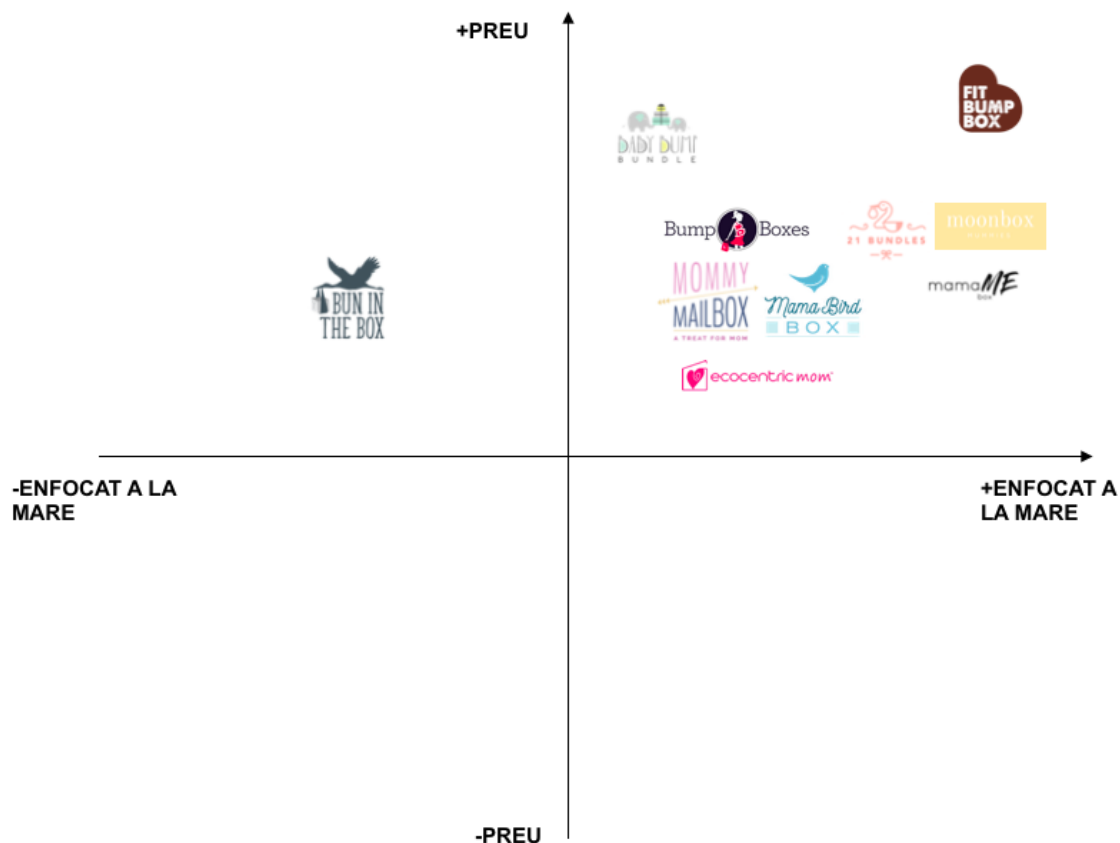 +PREU
FIT
BUMP
BOX
BABY BUMP
BUNDLE
Bump Boxes
21 BUNDLES
moonbox
MOMMY
MAILBOX
A TREAT FOR MOM
Mama Bird
BOX
mamaME
box
BUN IN
THE BOX
ecocentric mom
-ENFOCAT A LA
MARE
+ENFOCAT A
LA MARE
-PREU